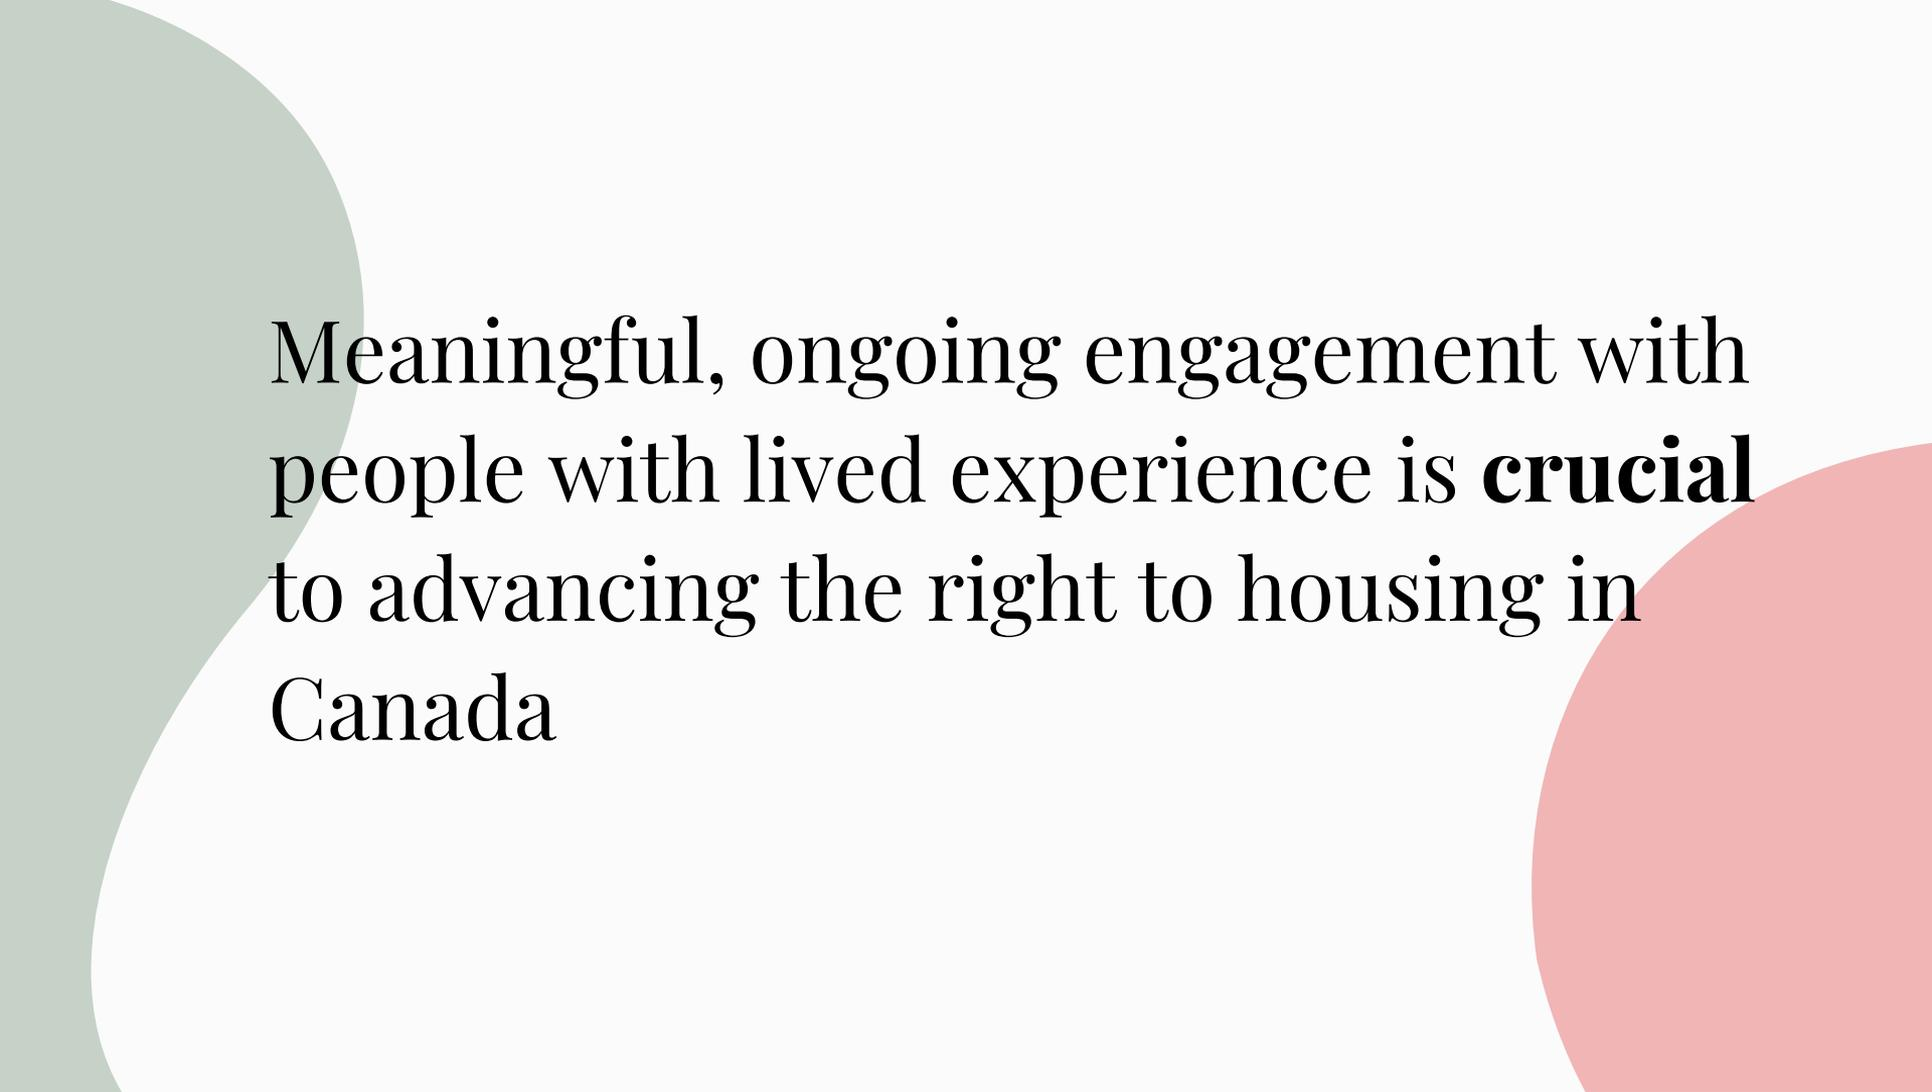 Meaningful, ongoing engagement with
people with lived experience is crucial
to advancing the right to housing in
Canada